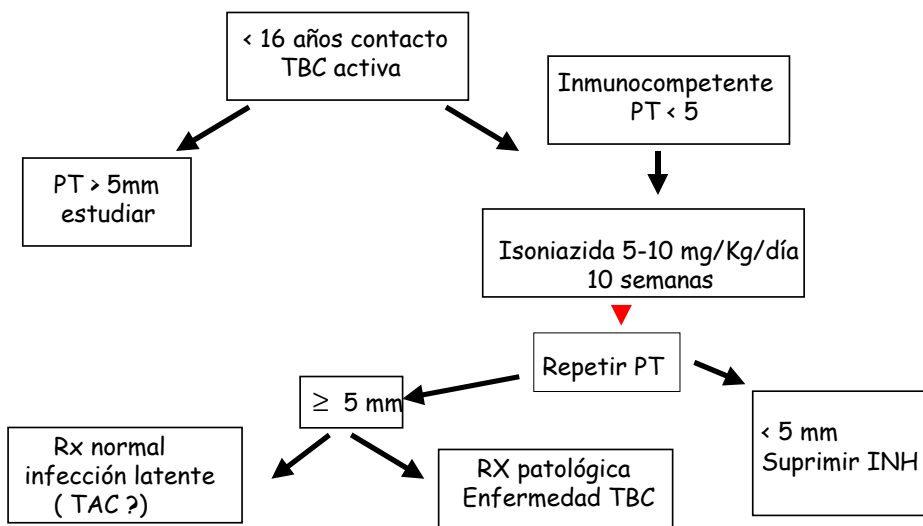 < 16 años contacto
TBC activa
Inmunocompetente
PT < 5
PT > 5mm
estudiar
Isoniazida 5-10 mg/Kg/día
10 semanas
Repetir PT
≥ 5 mm
< 5 mm
Suprimir INH
Rx normal
infección latente
( TAC ?)
RX patológica
Enfermedad TBC